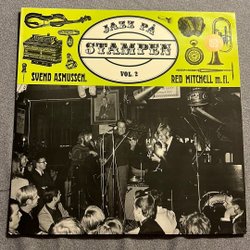 JAZZ PÅ
STAMPEN
VOL. 2
SVEND ASMUSSEN. RED MITCHELL m.fl.